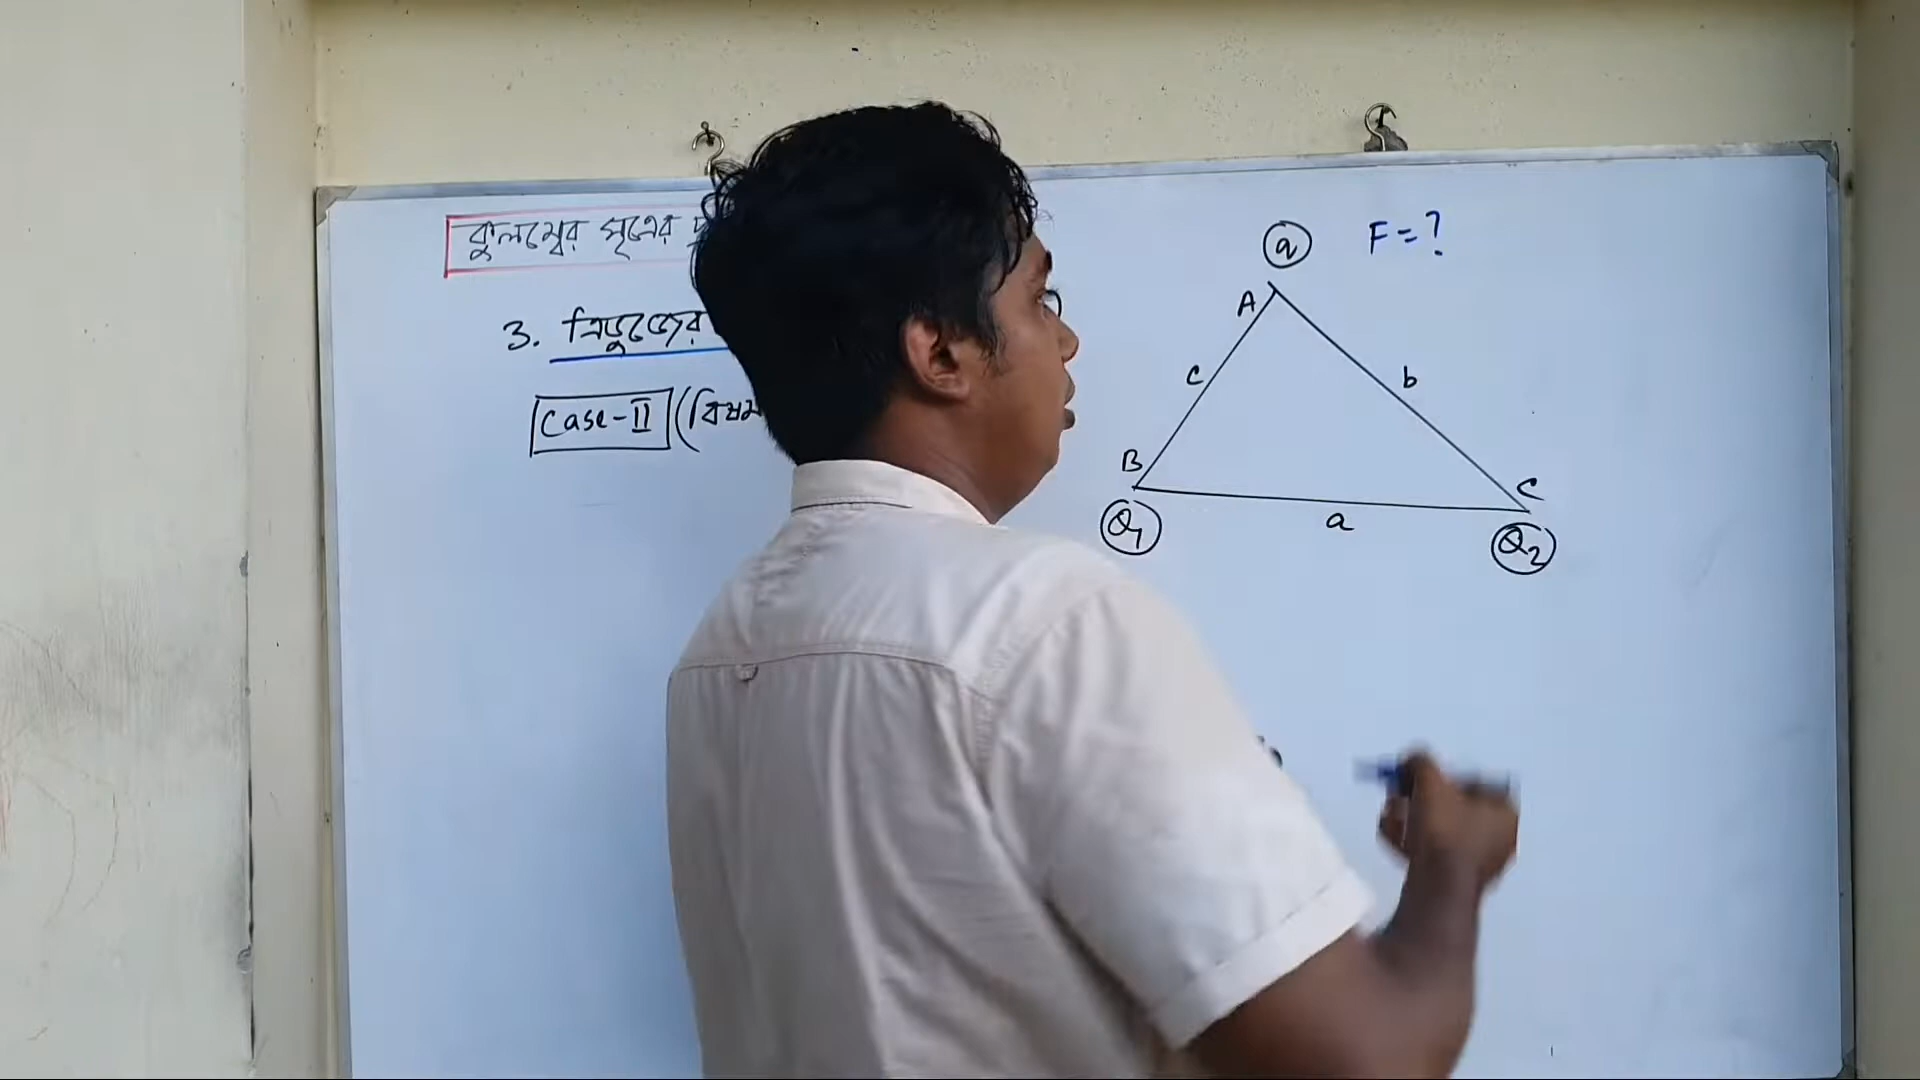 কুলম্বের সূত্রের
3. ত্রিভুজের
Case-II (বিষম
q F = ?
A
c b
B C
Q1 a Q2